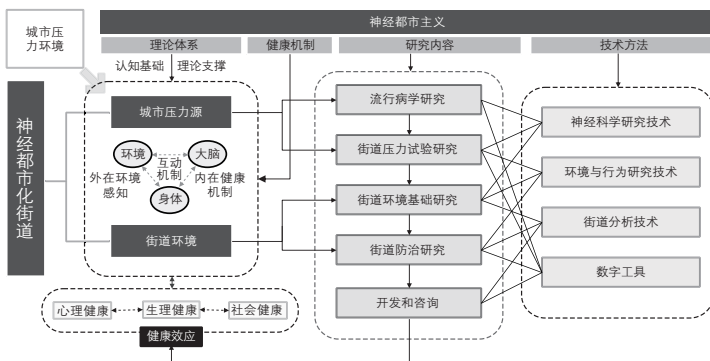 神经都市主义
城市压
力环境
理论体系
健康机制
研究内容
技术方法
认知基础
理论支撑
神经都市化街道
城市压力源
环境
大脑
互动
机制
外在环境
感知
内在健康
机制
身体
街道环境
流行病学研究
街道压力试验研究
街道环境基础研究
街道防治研究
开发和咨询
神经科学研究技术
环境与行为研究技术
街道分析技术
数字工具
心理健康
生理健康
社会健康
健康效应